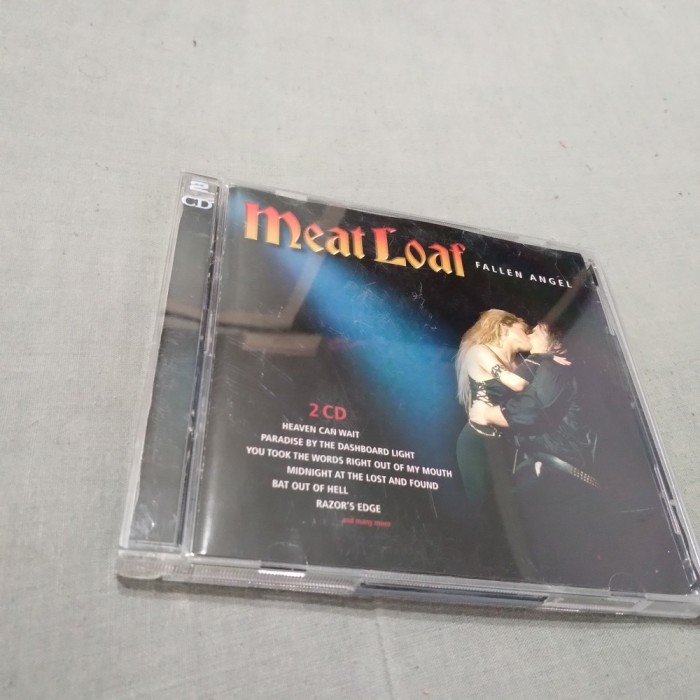 2
CD
Meat Loaf
FALLEN ANGEL
2 CD
HEAVEN CAN WAIT
PARADISE BY THE DASHBOARD LIGHT
YOU TOOK THE WORDS RIGHT OUT OF MY MOUTH
MIDNIGHT AT THE LOST AND FOUND
BAT OUT OF HELL
RAZOR'S EDGE
and many more